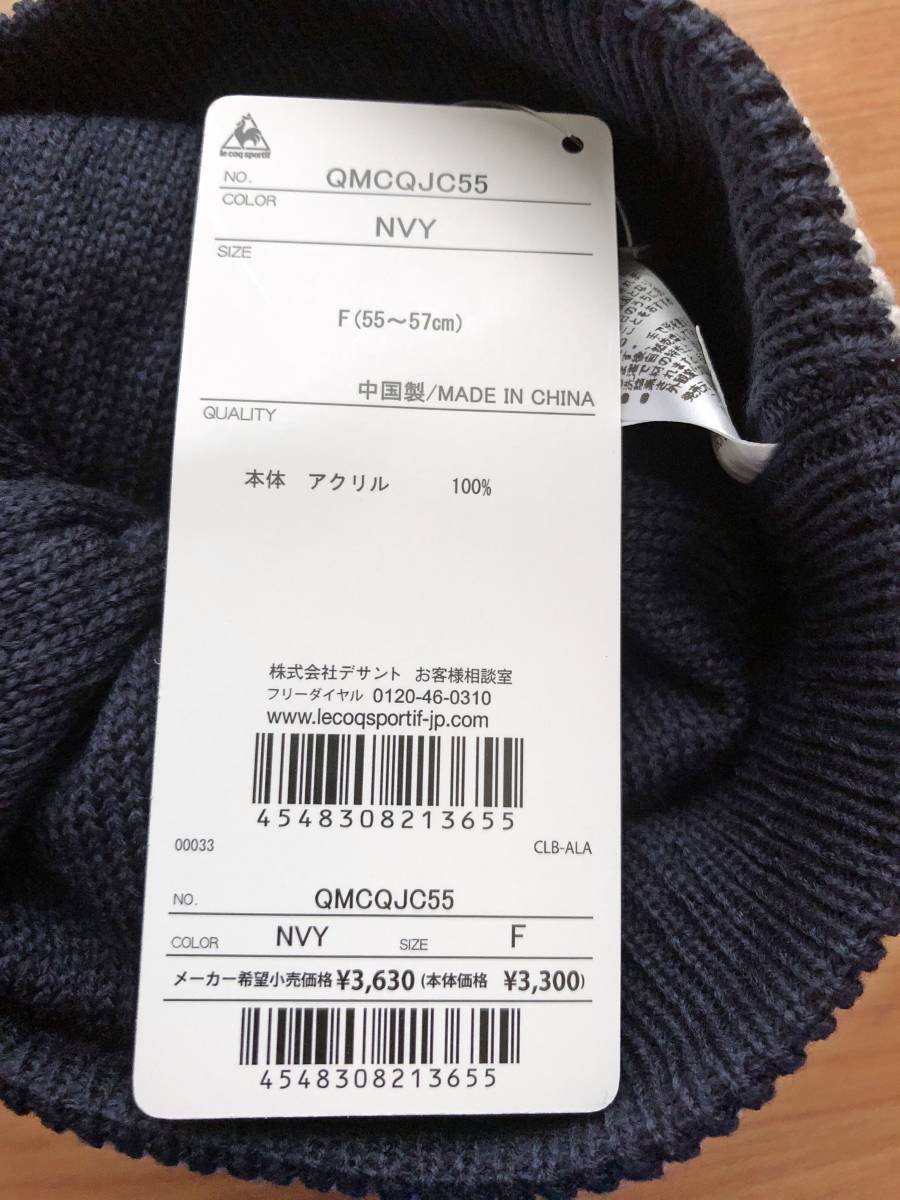 le coq sportif
NO. QMCQJC55
COLOR
NVY
SIZE
F(55～57cm)
中国製/MADE IN CHINA
QUALITY
本体 アクリル 100%
株式会社デサント お客様相談室
フリーダイヤル 0120-46-0310
www.lecoqsportif-jp.com
4548308213655
00033 CLB-ALA
NO. QMCQJC55
COLOR NVY SIZE F
メーカー希望小売価格 ¥3,630 (本体価格 ¥3,300)
4548308213655